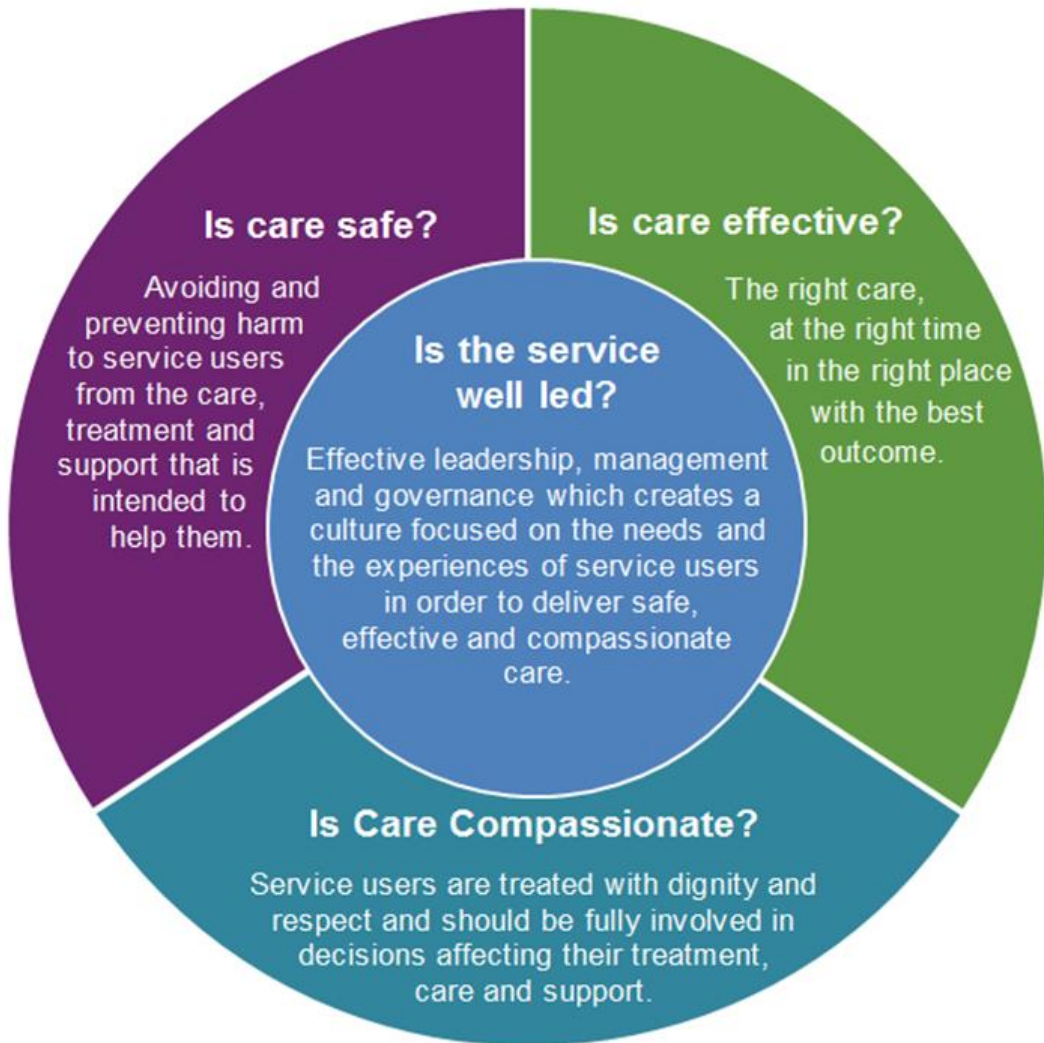 Is care safe?
Avoiding and
preventing harm
to service users
from the care,
treatment and
support that is
intended to
help them.
Is care effective?
The right care,
at the right time
in the right place
with the best
outcome.
Is the service
well led?
Effective leadership, management
and governance which creates a
culture focused on the needs and
the experiences of service users
in order to deliver safe,
effective and compassionate
care.
Is Care Compassionate?
Service users are treated with dignity and
respect and should be fully involved in
decisions affecting their treatment,
care and support.